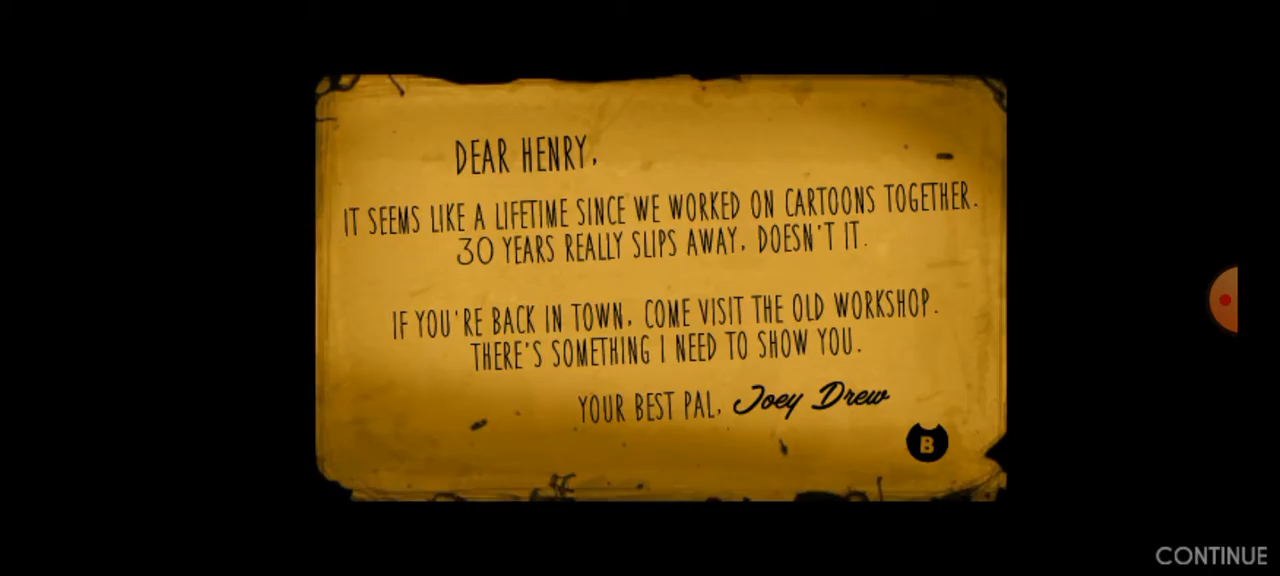 DEAR HENRY,
IT SEEMS LIKE A LIFETIME SINCE WE WORKED ON CARTOONS TOGETHER.
30 YEARS REALLY SLIPS AWAY, DOESN'T IT.
IF YOU'RE BACK IN TOWN, COME VISIT THE OLD WORKSHOP.
THERE'S SOMETHING I NEED TO SHOW YOU.
YOUR BEST PAL, Joey Drew
B
CONTINUE